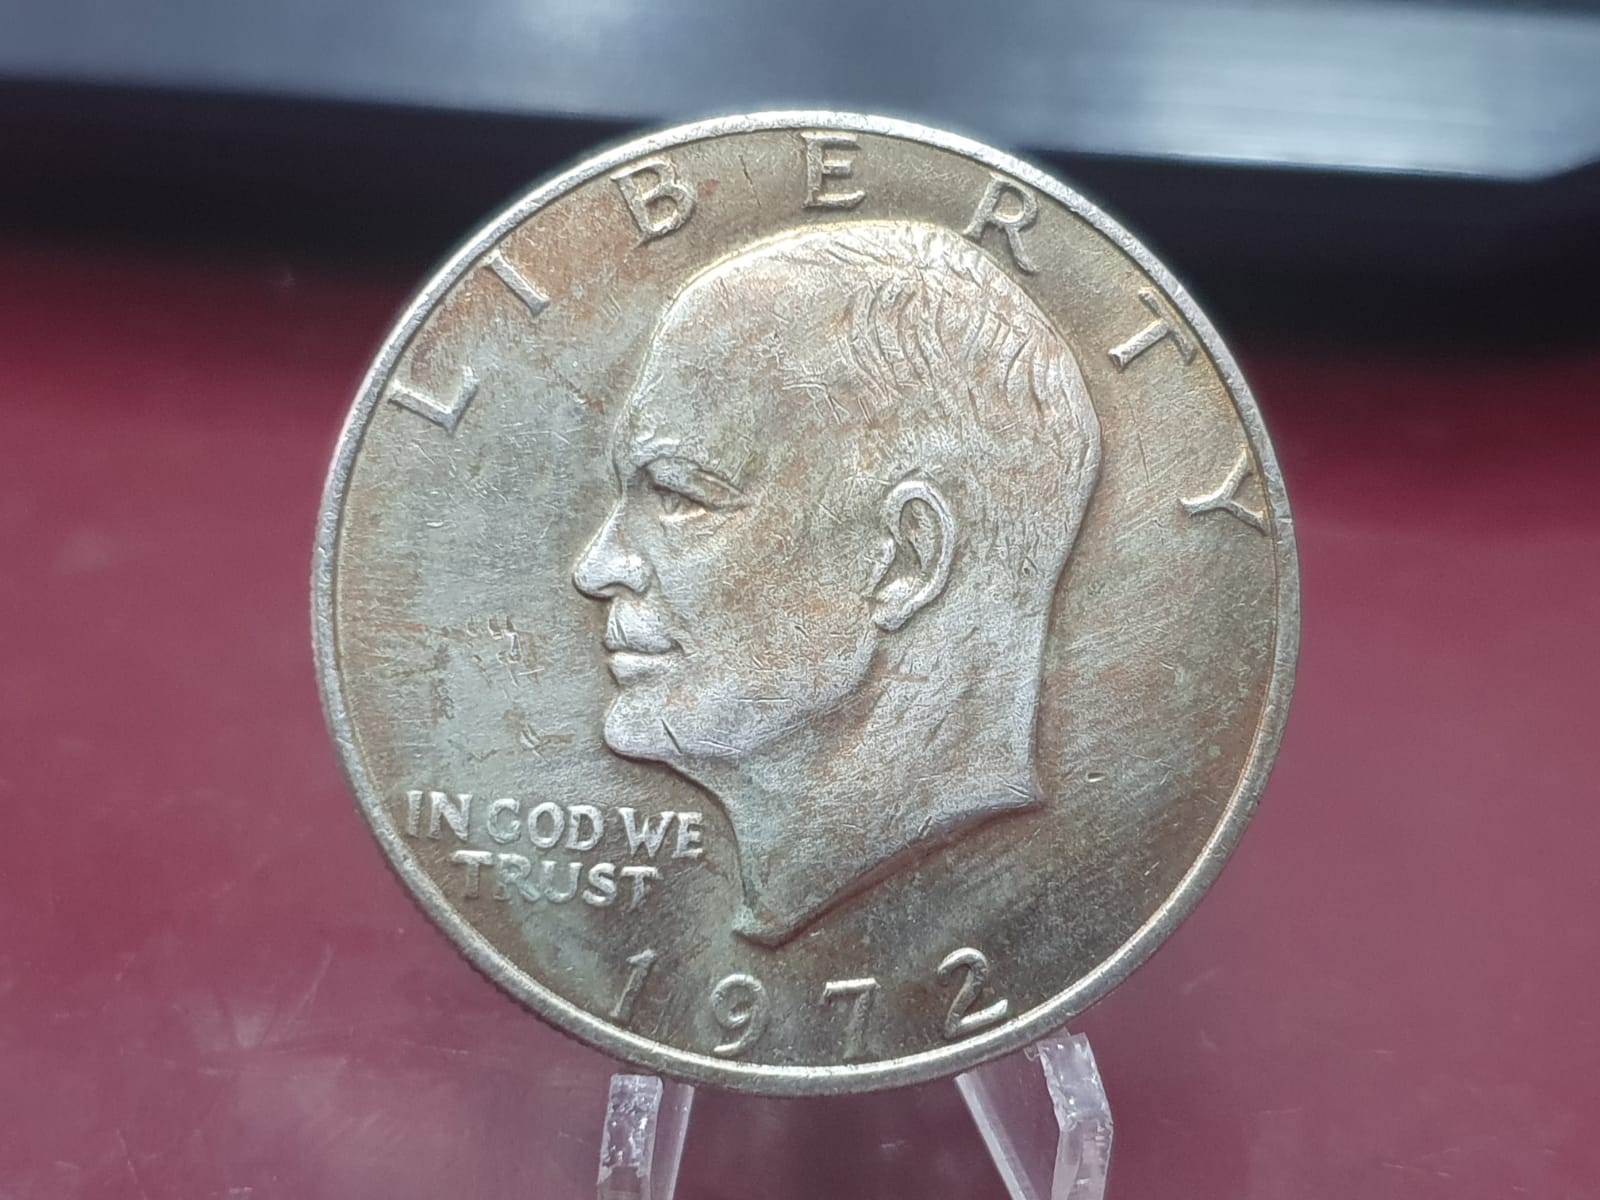 LIBERTY
IN GOD WE
TRUST
1972